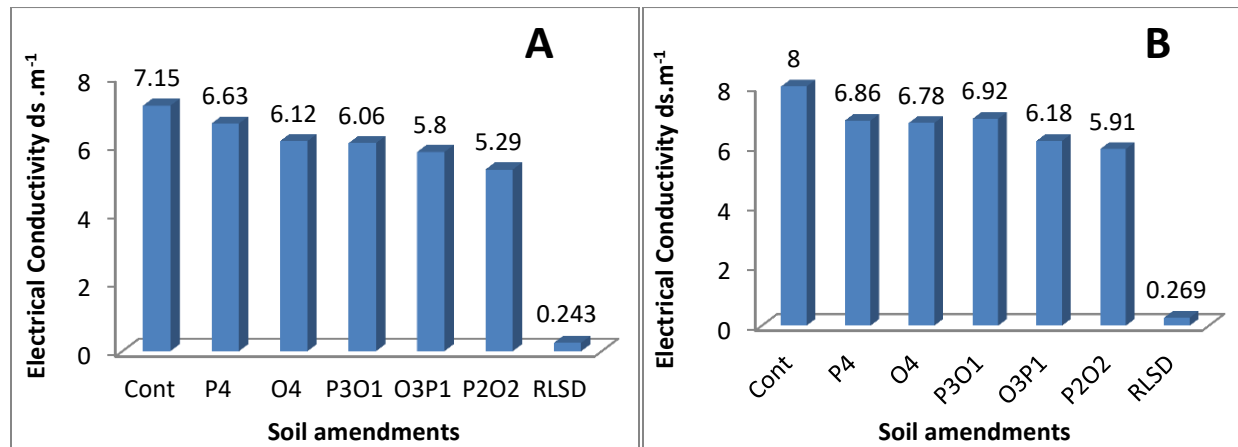 A
Electrical Conductivity ds .m-1
8
6
4
2
0
7.15
6.63
6.12
6.06
5.8
5.29
0.243
Cont P4 O4 P3O1 O3P1 P2O2 RLSD
Soil amendments
B
Electrical Conductivity ds.m-1
8
6
4
2
0
8
6.86
6.78
6.92
6.18
5.91
0.269
Cont
P4
O4
P3O1
O3P1
P2O2
RLSD
Soil amendments